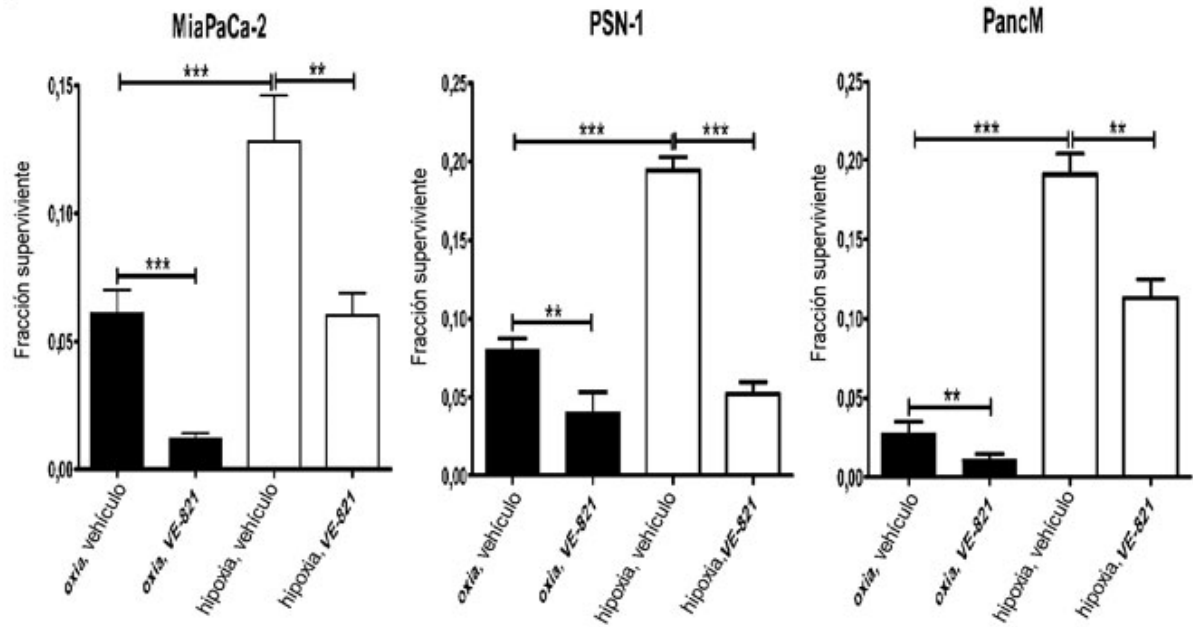 MiaPaCa-2
Fracción superviviente
0,15
0,10
0,05
0,00
***
**
***
oxia, vehículo
oxia, VE-821
hipoxia, vehículo
hipoxia, VE-821
PSN-1
Fracción superviviente
0,25
0,20
0,15
0,10
0,05
0,00
***
***
**
oxia, vehículo
oxia, VE-821
hipoxia, vehículo
hipoxia, VE-821
PancM
Fracción superviviente
0,25
0,20
0,15
0,10
0,05
0,00
***
**
**
oxia, vehículo
oxia, VE-821
hipoxia, vehículo
hipoxia, VE-821